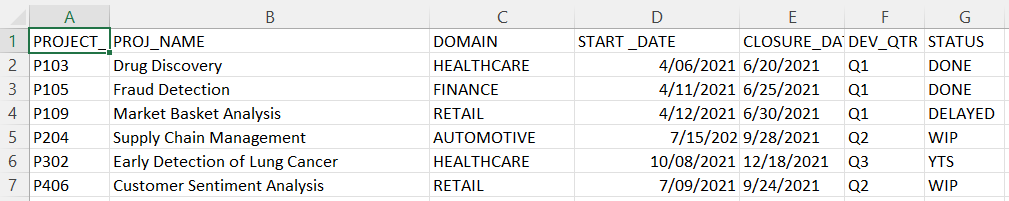 A B C D E F G
1 PROJECT_ PROJ_NAME DOMAIN START _DATE CLOSURE_DAT DEV_QTR STATUS
2 P103 Drug Discovery HEALTHCARE 4/06/2021 6/20/2021 Q1 DONE
3 P105 Fraud Detection FINANCE 4/11/2021 6/25/2021 Q1 DONE
4 P109 Market Basket Analysis RETAIL 4/12/2021 6/30/2021 Q1 DELAYED
5 P204 Supply Chain Management AUTOMOTIVE 7/15/202 9/28/2021 Q2 WIP
6 P302 Early Detection of Lung Cancer HEALTHCARE 10/08/2021 12/18/2021 Q3 YTS
7 P406 Customer Sentiment Analysis RETAIL 7/09/2021 9/24/2021 Q2 WIP